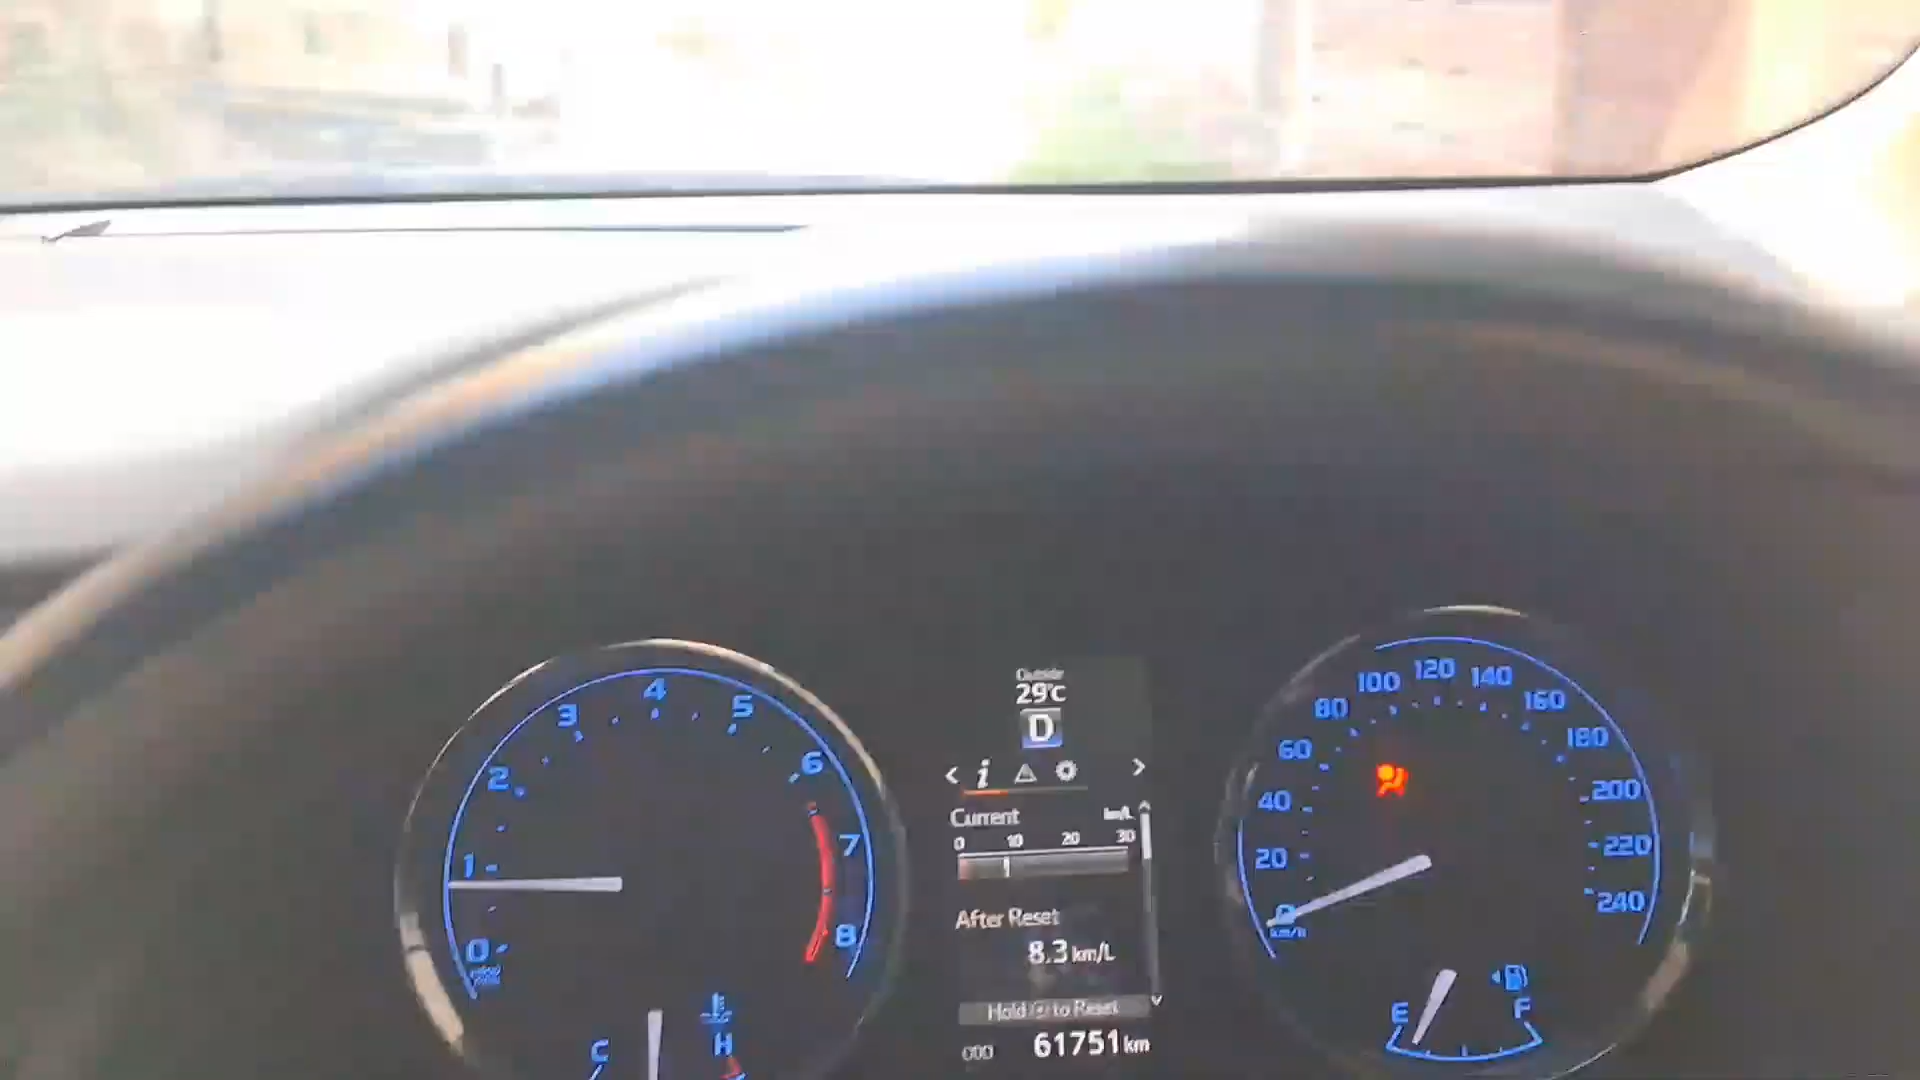 Outside
29°C
D
Current
km/L
0 10 20 30
After Reset
8.3 km/L
Hold to Reset
ODO 61751 km
0 1 2 3 4 5 6 7 8
C H
0 20 40 60 80 100 120 140 160 180 200 220 240
km/h
E F